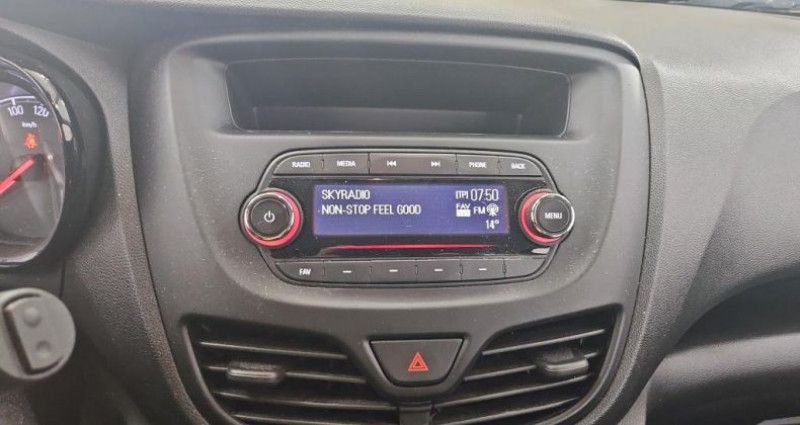 100 120
km/h
RADIO MEDIA PHONE BACK
SKYRADIO [TP] 07:50
NON-STOP FEEL GOOD FAV FM
14°
MENU
FAV